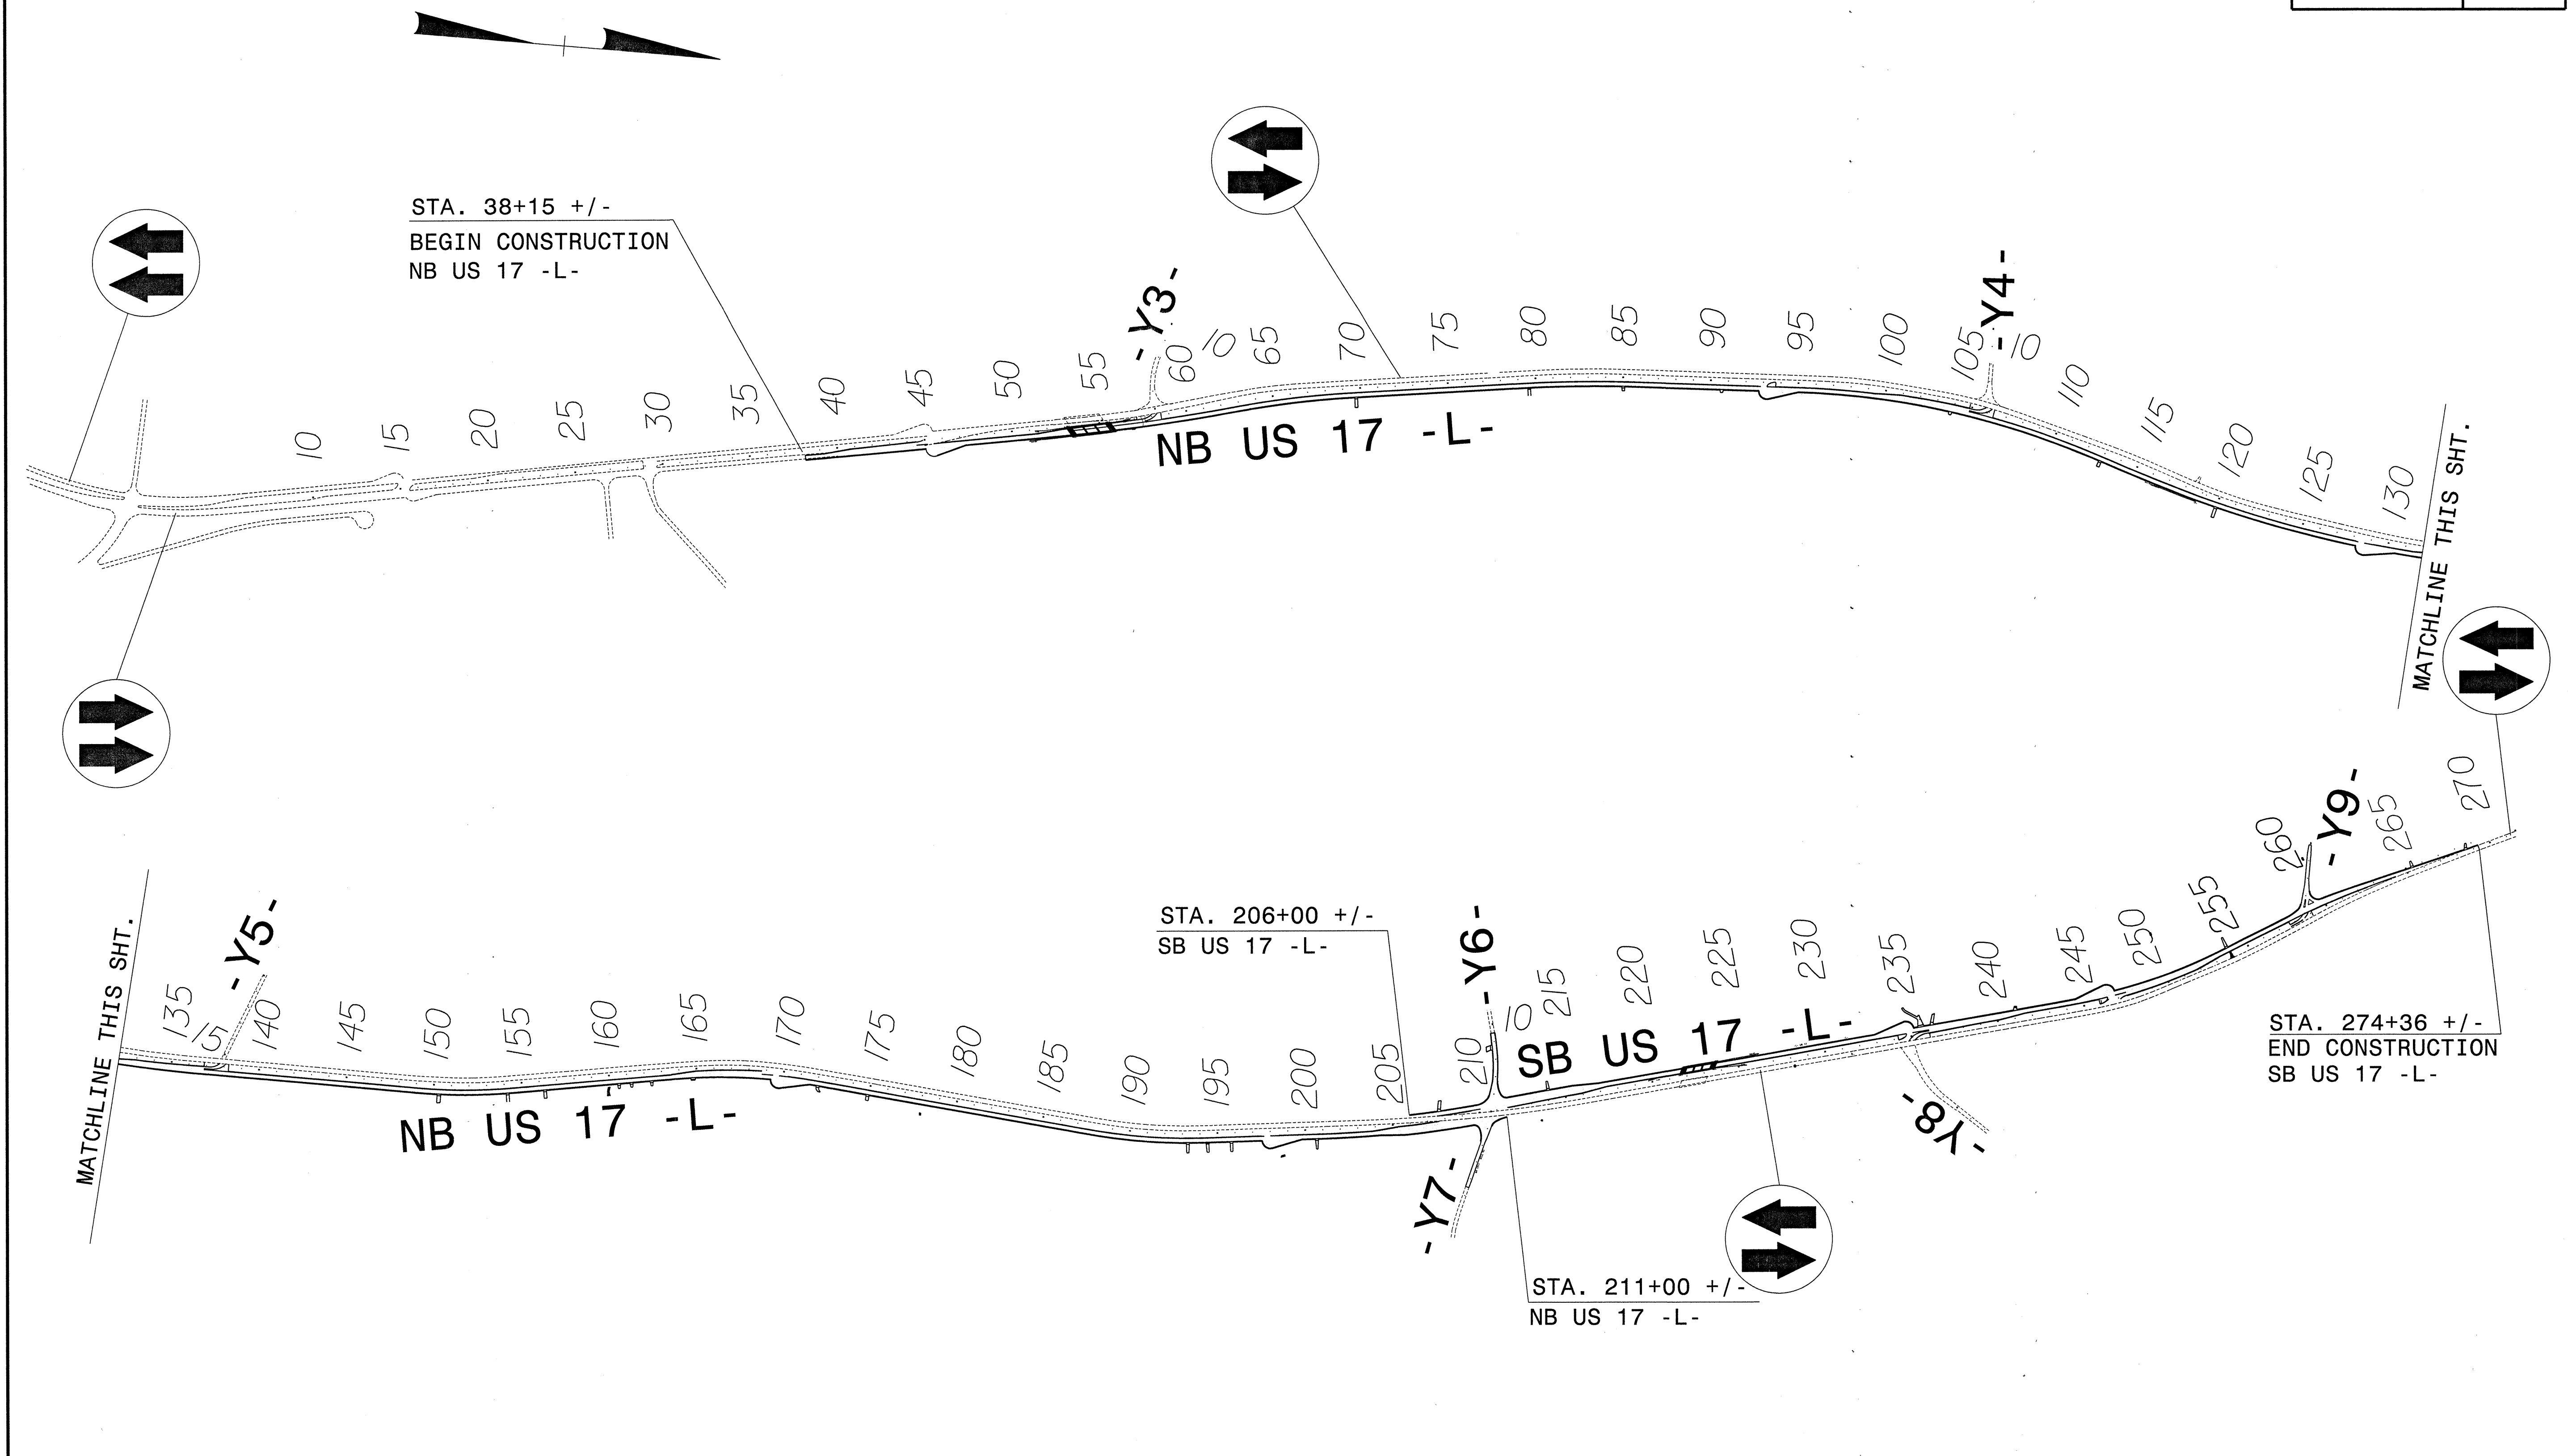 STA. 38+15 +/-
BEGIN CONSTRUCTION
NB US 17 -L-
10
15
20
25
30
35
40
45
50
55
-Y3-
60
10
65
70
75
80
85
90
95
100
105
-Y4-
10
110
115
120
125
130
NB US 17 -L-
MATCHLINE THIS SHT.
MATCHLINE THIS SHT.
135
15
-Y5-
140
145
150
155
160
165
170
175
180
185
190
195
200
205
NB US 17 -L-
STA. 206+00 +/-
SB US 17 -L-
210
-Y6-
10
215
220
225
230
235
240
245
250
255
260
-Y9-
265
270
SB US 17 -L-
-Y7-
-Y8-
STA. 211+00 +/-
NB US 17 -L-
STA. 274+36 +/-
END CONSTRUCTION
SB US 17 -L-